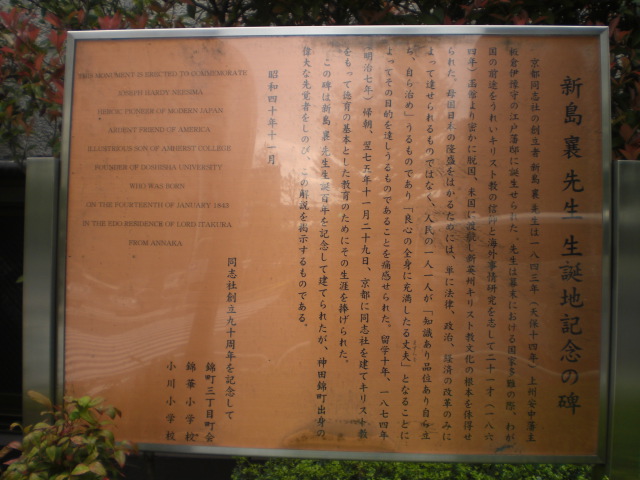 新島襄先生 生誕地記念の碑
京都同志社の創立者 新島 襄 先生は一八四三年（天保十四年）上州安中藩主
板倉伊豫守の江戸藩邸に誕生せられた。先生は幕末における国家多難の際、わが
国の前途をうれいキリスト教の信仰と海外事情研究を志して二十一才（一八六
四年）函舘より密かに脱国、米国に渡航し新英州キリスト教文化の根本を体得せ
られた。母国日本の隆盛をはかるためには、単に法律、政治、経済の改革のみに
よって達せられるものではなく、人民の一人一人が「知識あり品位あり自ら立
ち、自ら治め」うるものであり「良心の全身に充満したる丈夫」となることに
よってその目的を達しうるものであることを痛感せられた。留学十年、一八七四年
（明治七年）帰朝、翌七五年十一月二十九日、京都に同志社を建てキリスト教
をもって徳育の基本とした教育のためにその生涯を捧げられた。
この碑は新島 襄 先生生誕百年を記念して建てられたが、神田錦町出身の
偉大な先覚者をしのび、この解説を掲示するものである。
昭和四十年十一月
同志社創立九十周年を記念して
錦町三丁目町会
錦華小学校
小川小学校
THIS MONUMENT IS ERECTED TO COMMEMORATE
JOSEPH HARDY NEESIMA
HEROIC PIONEER OF MODERN JAPAN
ARDENT FRIEND OF AMERICA
ILLUSTRIOUS SON OF AMHERST COLLEGE
FOUNDER OF DOSHISHA UNIVERSITY
WHO WAS BORN
ON THE FOURTEENTH OF JANUARY 1843
IN THE EDO RESIDENCE OF LORD ITAKURA
FROM ANNAKA